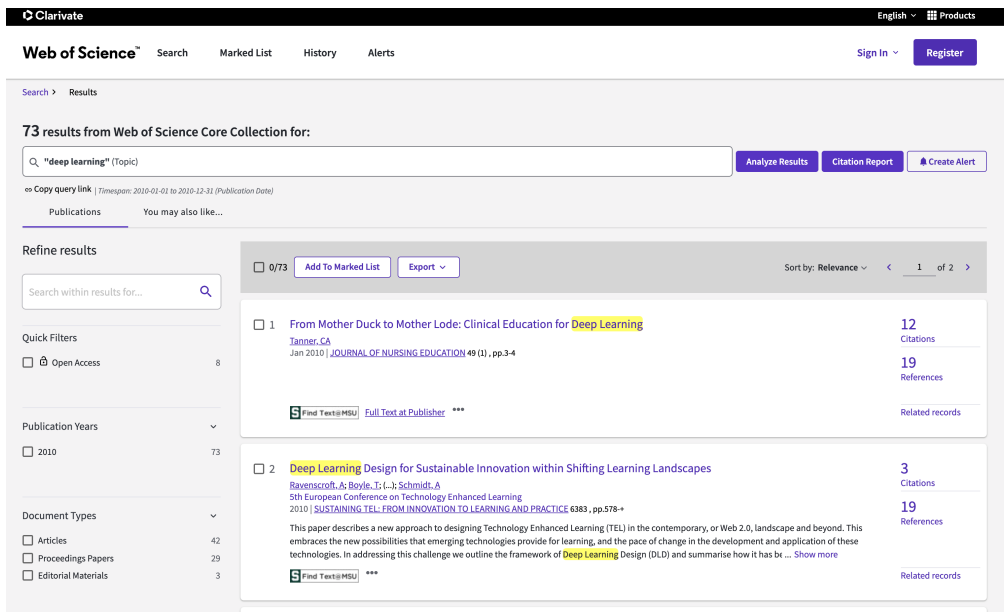 Clarivate English Products
Web of Science™ Search Marked List History Alerts Sign In Register
Search > Results
73 results from Web of Science Core Collection for:
"deep learning" (Topic) Analyze Results Citation Report Create Alert
Copy query link | Timespan: 2010-01-01 to 2010-12-31 (Publication Date)
Publications You may also like...
Refine results
Search within results for...
Quick Filters
Open Access 8
Publication Years
2010 73
Document Types
Articles 42
Proceedings Papers 29
Editorial Materials 3
0/73 Add To Marked List Export Sort by: Relevance < 1 of 2 >
1 From Mother Duck to Mother Lode: Clinical Education for Deep Learning
Tanner, CA
Jan 2010 | JOURNAL OF NURSING EDUCATION 49 (1) , pp.3-4
12
Citations
19
References
Find Text@MSU Full Text at Publisher •••
Related records
2 Deep Learning Design for Sustainable Innovation within Shifting Learning Landscapes
Ravenscroft, A; Boyle, T; (...); Schmidt, A
5th European Conference on Technology Enhanced Learning
2010 | SUSTAINING TEL: FROM INNOVATION TO LEARNING AND PRACTICE 6383 , pp.578-+
This paper describes a new approach to designing Technology Enhanced Learning (TEL) in the contemporary, or Web 2.0, landscape and beyond. This
embraces the new possibilities that emerging technologies provide for learning, and the pace of change in the development and application of these
technologies. In addressing this challenge we outline the framework of Deep Learning Design (DLD) and summarise how it has be ... Show more
3
Citations
19
References
Find Text@MSU •••
Related records